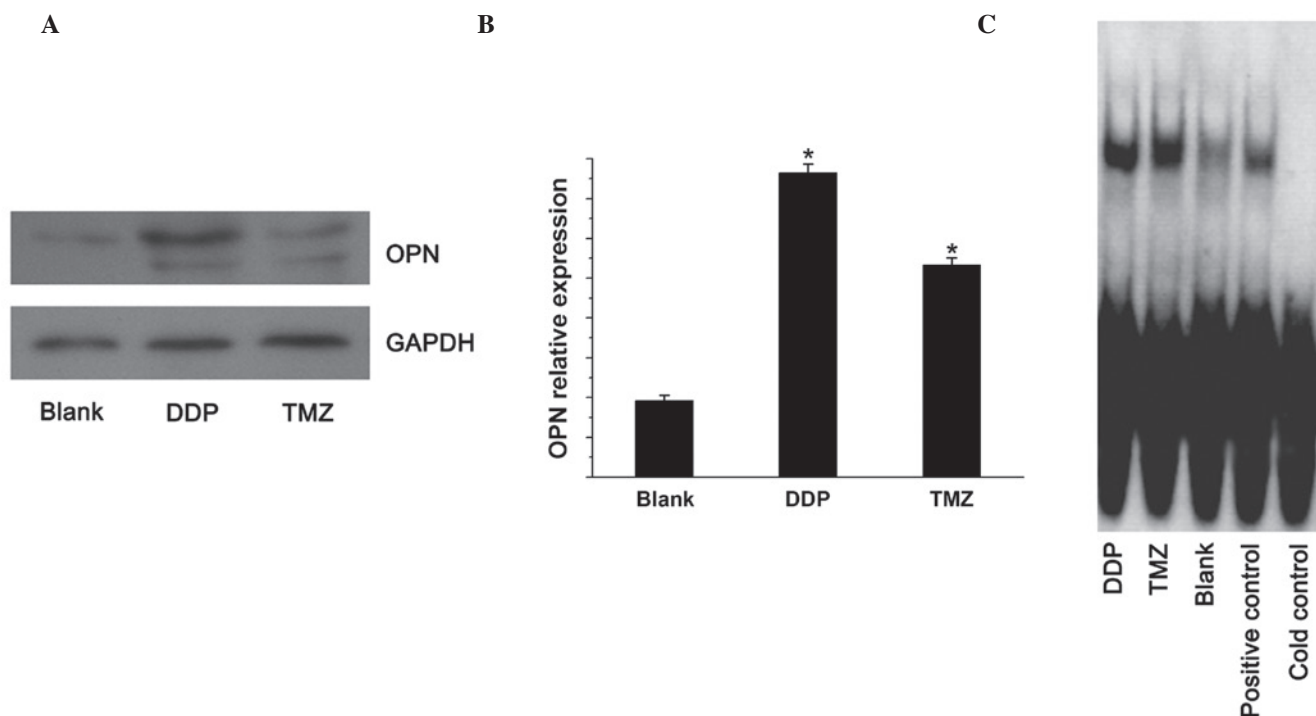 A
B
C
OPN
GAPDH
Blank DDP TMZ
OPN relative expression
*
*
Blank DDP TMZ
DDP
TMZ
Blank
Positive control
Cold control